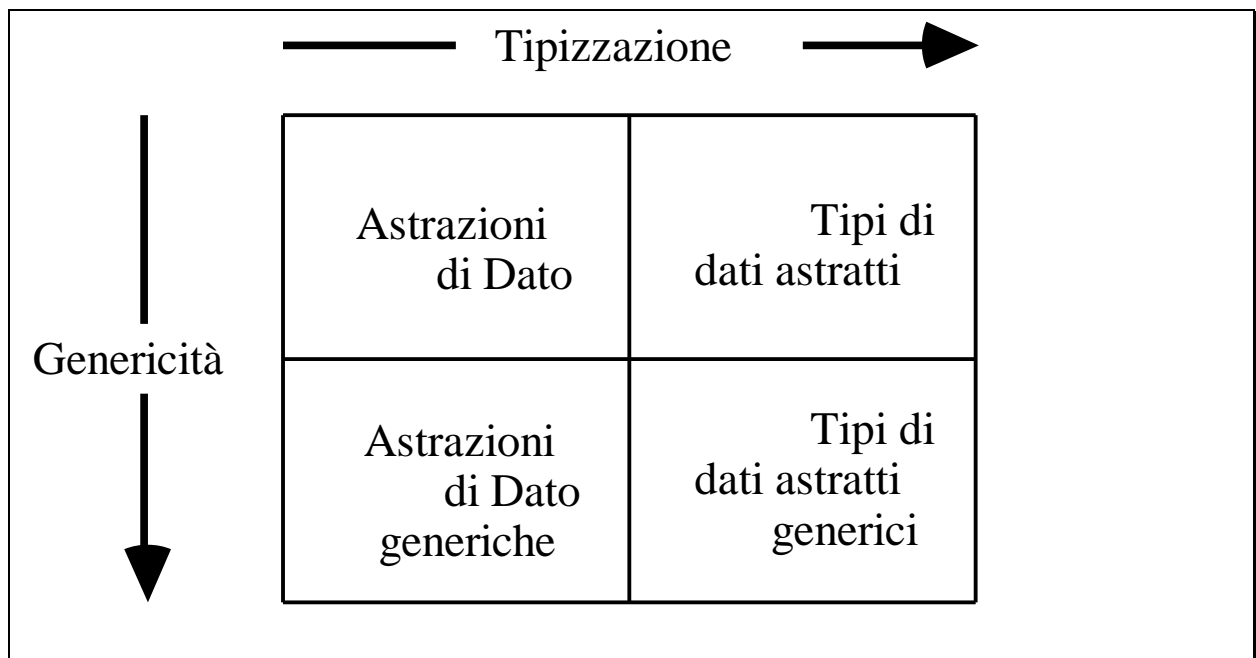 Tipizzazione
Astrazioni
di Dato
Tipi di
dati astratti
Genericità
Astrazioni
di Dato
generiche
Tipi di
dati astratti
generici